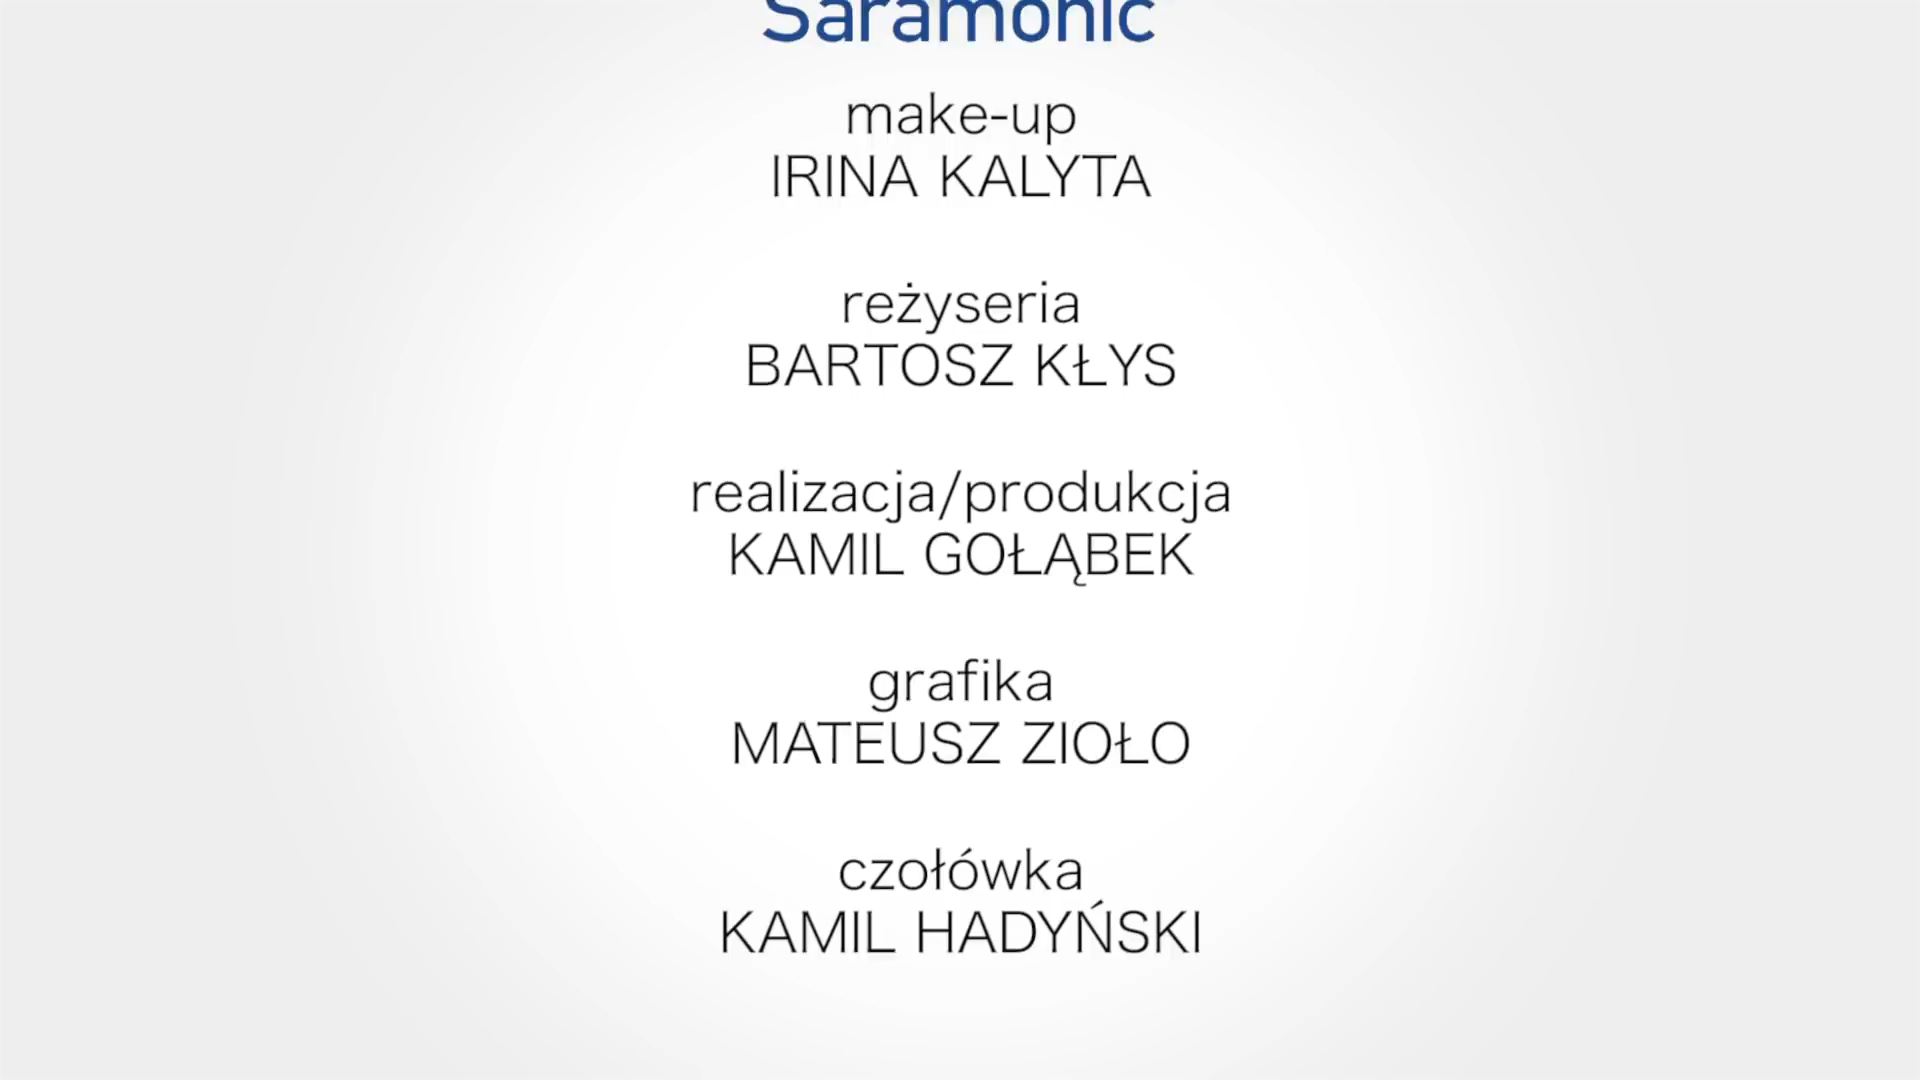 Saramonic
make-up
IRINA KALYTA
reżyseria
BARTOSZ KŁYS
realizacja/produkcja
KAMIL GOŁĄBEK
grafika
MATEUSZ ZIOŁO
czołówka
KAMIL HADYŃSKI